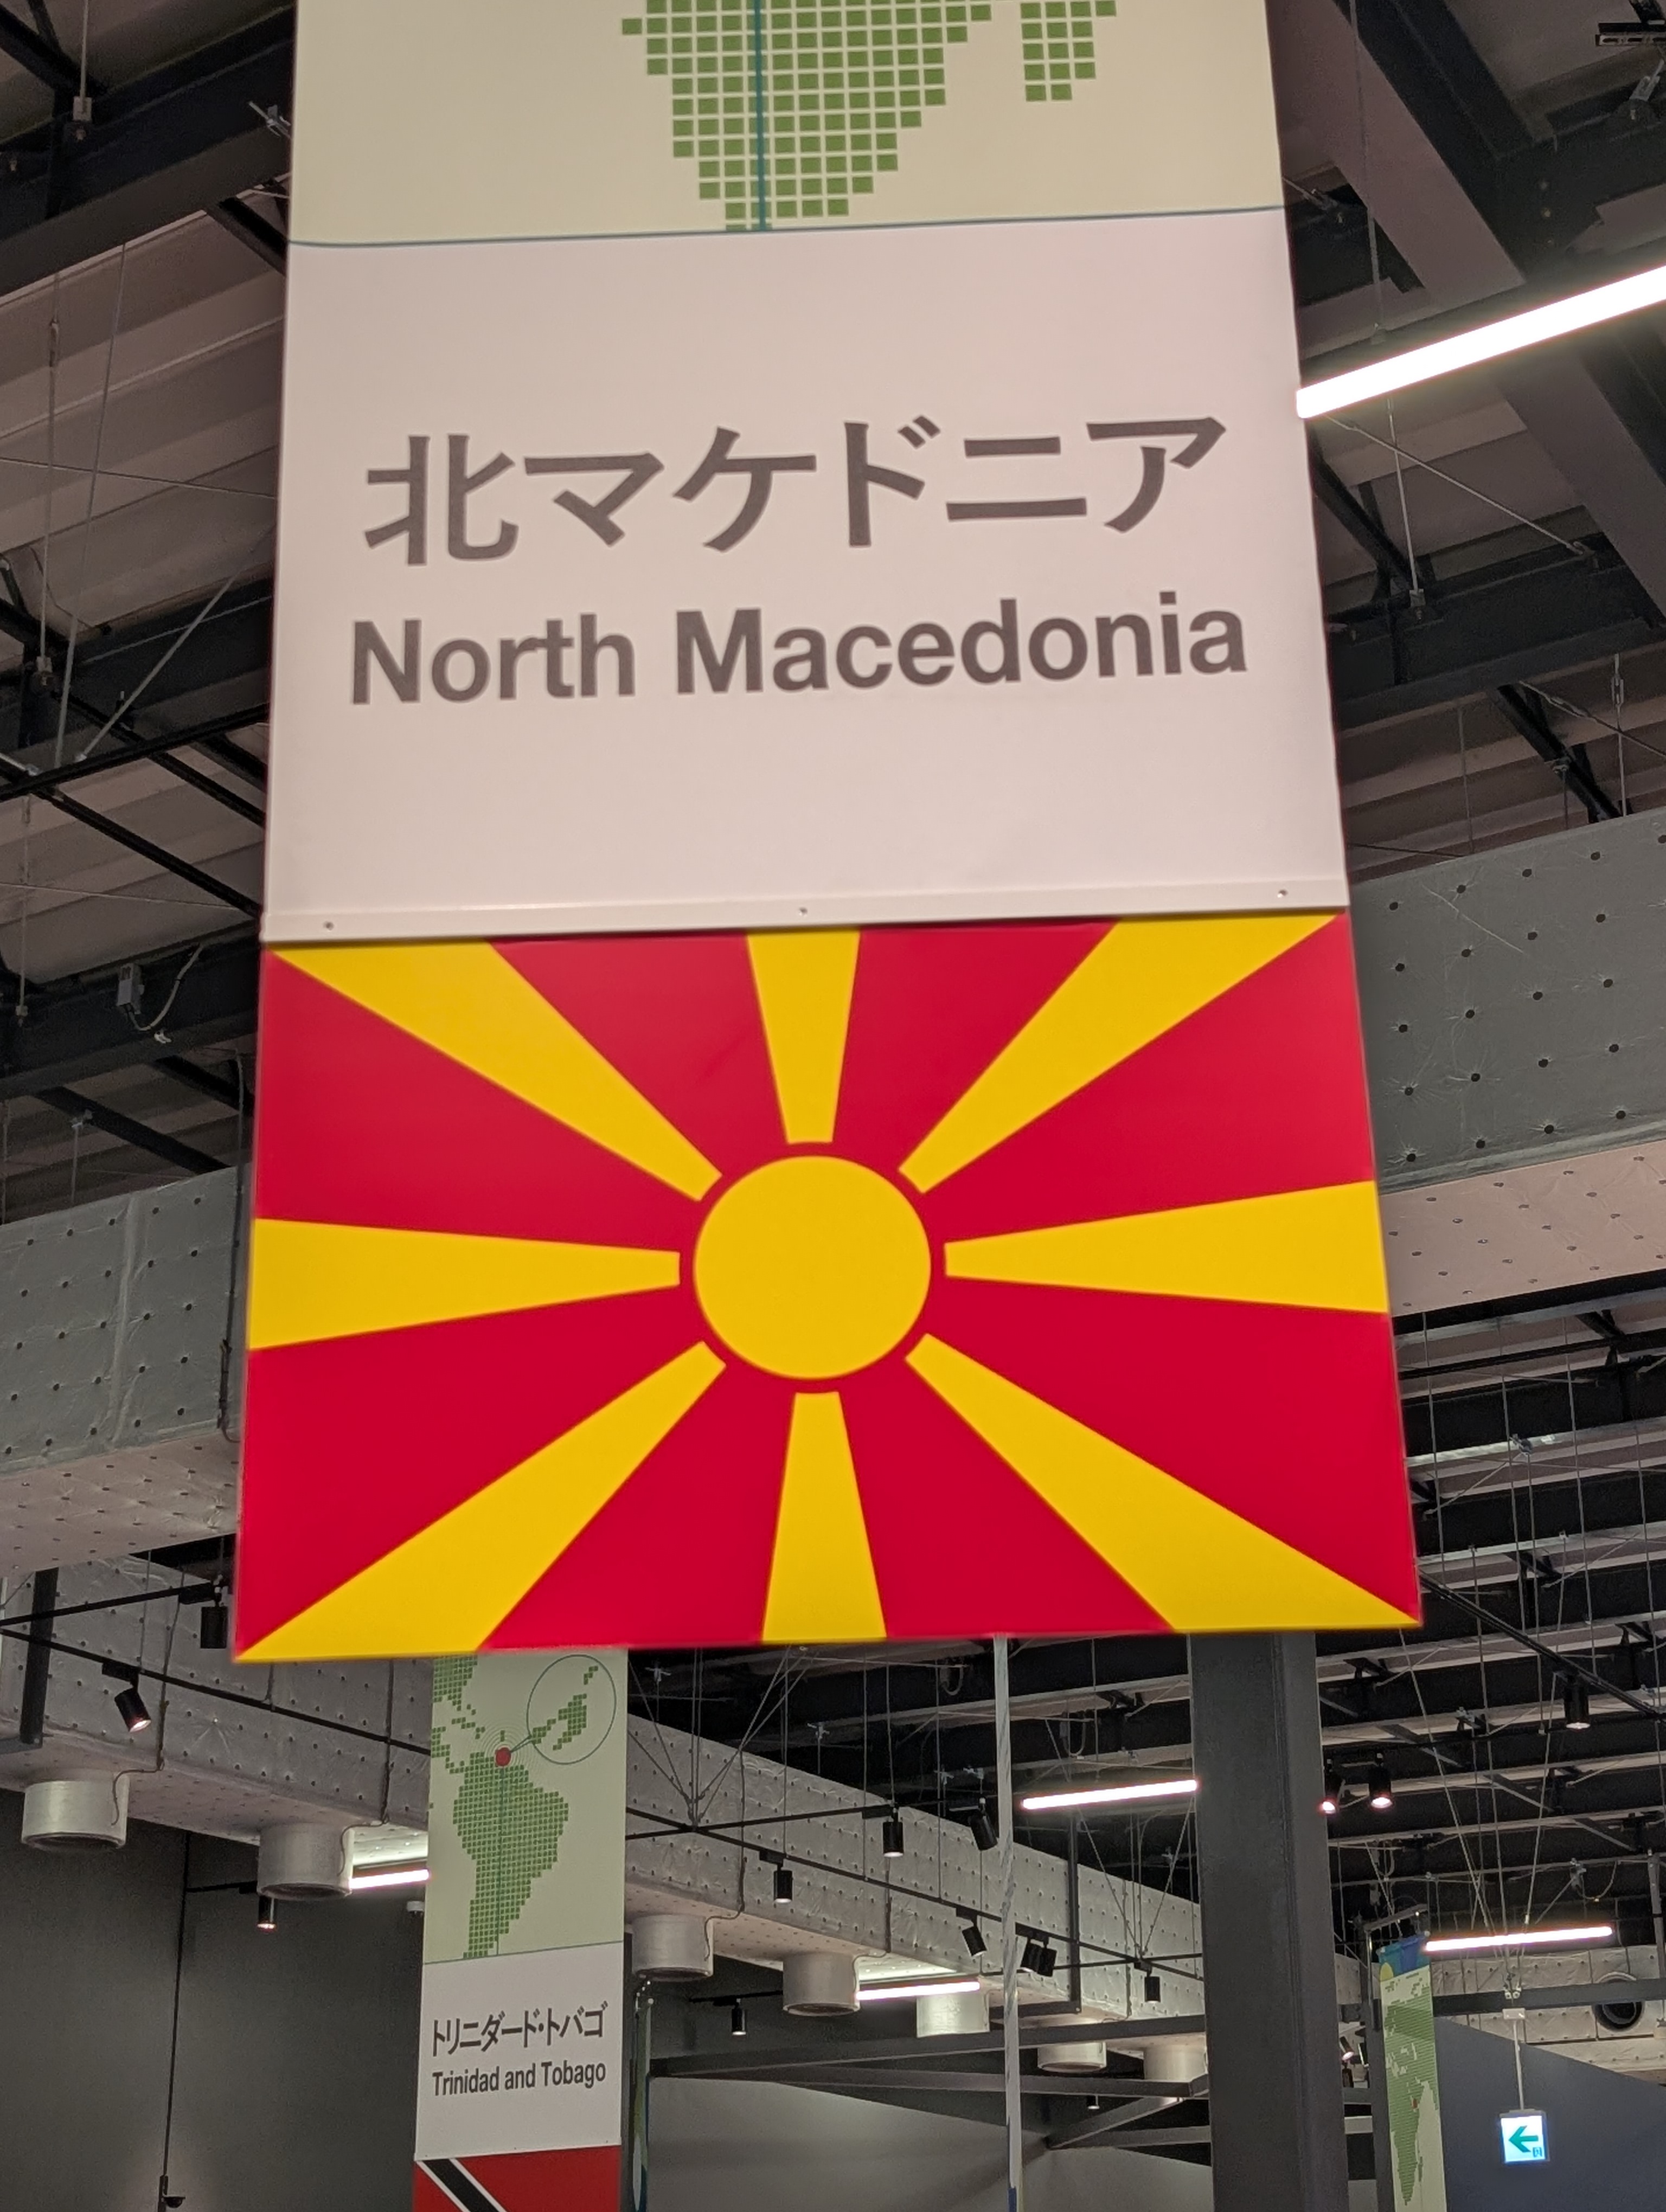 北マケドニア
North Macedonia
トリニダード・トバゴ
Trinidad and Tobago